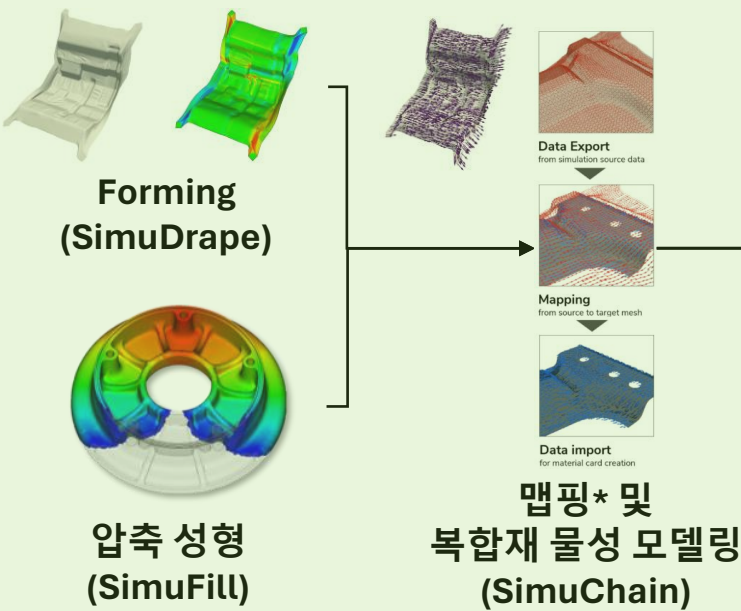 Forming
(SimuDrape)
압축 성형
(SimuFill)
Data Export
from simulation source data
Mapping
from source to target mesh
Data import
for material card creation
맵핑* 및
복합재 물성 모델링
(SimuChain)